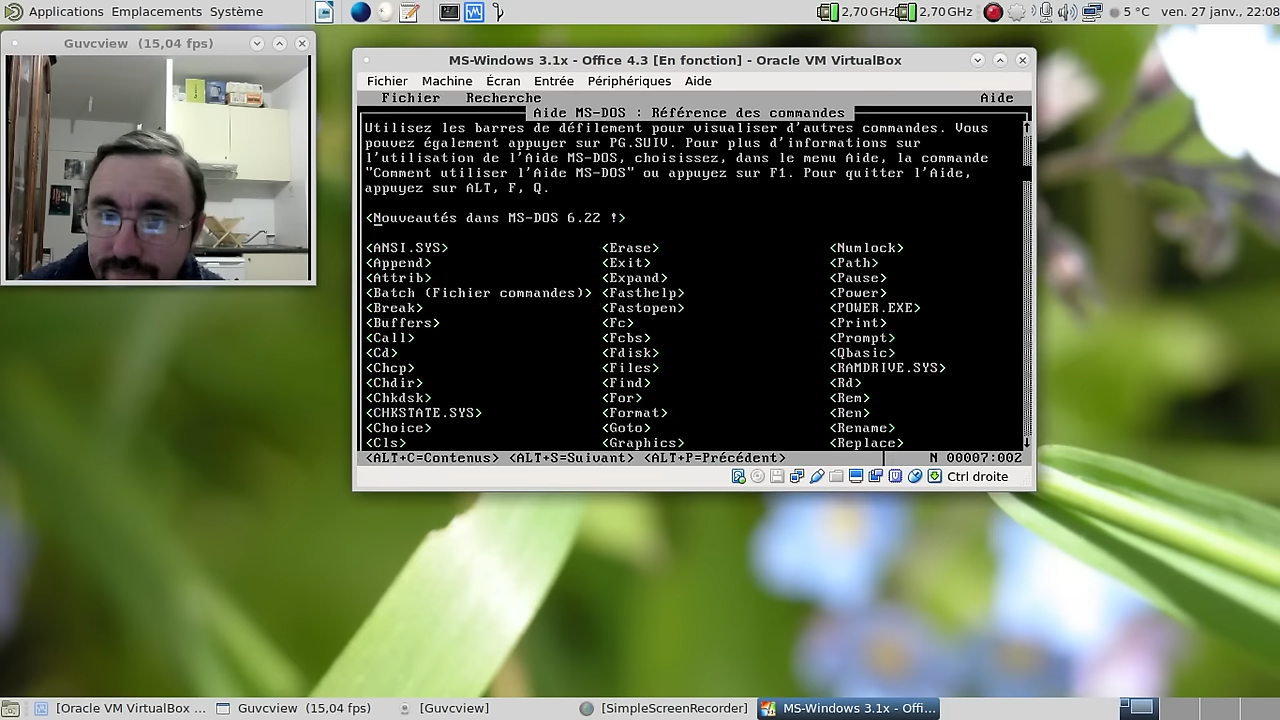 Applications Emplacements Système
2,70 GHz 2,70 GHz 5 °C ven. 27 janv., 22:08
Guvcview (15,04 fps)
MS-Windows 3.1x - Office 4.3 [En fonction] - Oracle VM VirtualBox
Fichier Machine Écran Entrée Périphériques Aide
Fichier Recherche Aide
Aide MS-DOS : Référence des commandes
Utilisez les barres de défilement pour visualiser d'autres commandes. Vous
pouvez également appuyer sur PG.SUIV. Pour plus d'informations sur
l'utilisation de l'Aide MS-DOS, choisissez, dans le menu Aide, la commande
"Comment utiliser l'Aide MS-DOS" ou appuyez sur F1. Pour quitter l'Aide,
appuyez sur ALT, F, Q.
<Nouveautés dans MS-DOS 6.22 !>
<ANSI.SYS> <Erase> <Numlock>
<Append> <Exit> <Path>
<Attrib> <Expand> <Pause>
<Batch (Fichier commandes)> <Fasthelp> <Power>
<Break> <Fastopen> <POWER.EXE>
<Buffers> <Fc> <Print>
<Call> <Fcbs> <Prompt>
<Cd> <Fdisk> <Qbasic>
<Chcp> <Files> <RAMDRIVE.SYS>
<Chdir> <Find> <Rd>
<Chkdsk> <For> <Rem>
<CHKSTATE.SYS> <Format> <Ren>
<Choice> <Goto> <Rename>
<Cls> <Graphics> <Replace>
<ALT+C=Contenus> <ALT+S=Suivant> <ALT+P=Précédent> N 00007:002
Ctrl droite
[Oracle VM VirtualBox ... Guvcview (15,04 fps) [Guvcview] [SimpleScreenRecorder] MS-Windows 3.1x - Offi...